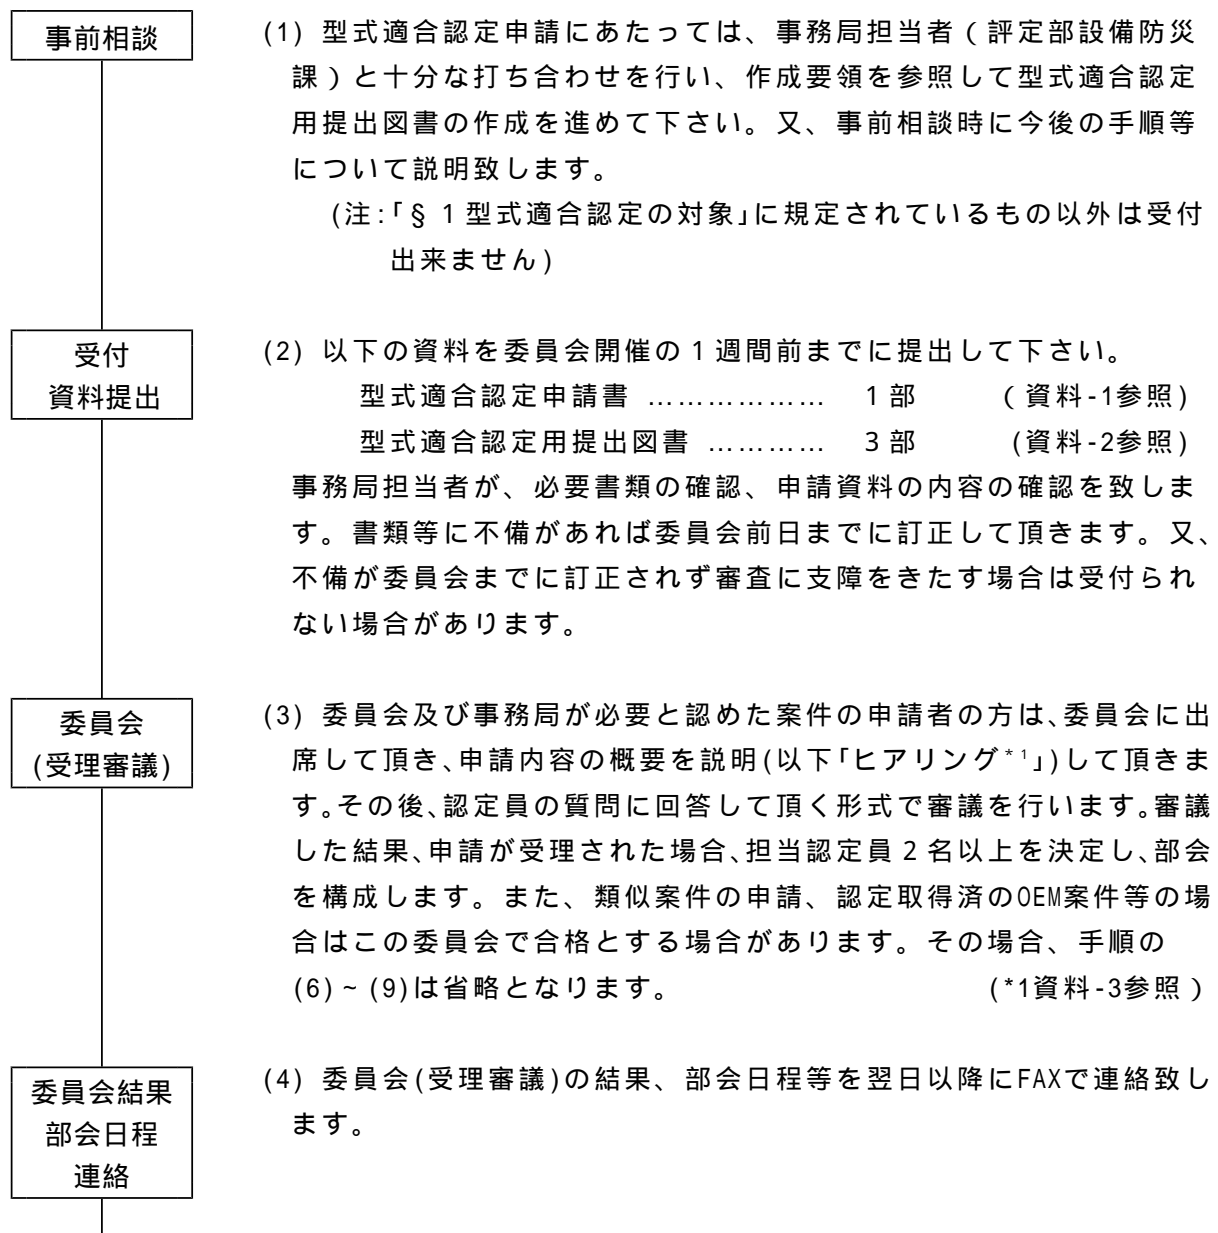 事前相談
(1) 型式適合認定申請にあたっては、事務局担当者（評定部設備防災
課）と十分な打ち合わせを行い、作成要領を参照して型式適合認定
用提出図書の作成を進めて下さい。又、事前相談時に今後の手順等
について説明致します。
(注:「§１型式適合認定の対象」に規定されているもの以外は受付
出来ません)
受付
資料提出
(2) 以下の資料を委員会開催の１週間前までに提出して下さい。
型式適合認定申請書 ……………… １部 （資料-1参照)
型式適合認定用提出図書 ………… ３部 (資料-2参照)
事務局担当者が、必要書類の確認、申請資料の内容の確認を致しま
す。書類等に不備があれば委員会前日までに訂正して頂きます。又、
不備が委員会までに訂正されず審査に支障をきたす場合は受付られ
ない場合があります。
委員会
(受理審議)
(3) 委員会及び事務局が必要と認めた案件の申請者の方は、委員会に出
席して頂き、申請内容の概要を説明(以下「ヒアリング*1」)して頂きま
す。その後、認定員の質問に回答して頂く形式で審議を行います。審議
した結果、申請が受理された場合、担当認定員２名以上を決定し、部会
を構成します。また、類似案件の申請、認定取得済のOEM案件等の場
合はこの委員会で合格とする場合があります。その場合、手順の
(6)~(9)は省略となります。 (*1資料-3参照）
委員会結果
部会日程
連絡
(4) 委員会(受理審議)の結果、部会日程等を翌日以降にFAXで連絡致し
ます。